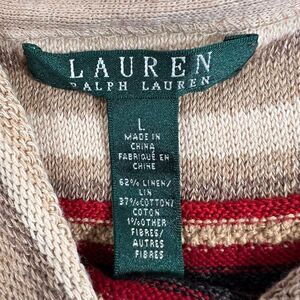 LAUREN
RALPH LAUREN
L
MADE IN
CHINA
FABRIQUÉ EN
CHINE
62% LINEN/
LIN
37% COTTON/
COTON
1% OTHER
FIBRES/
AUTRES
FIBRES